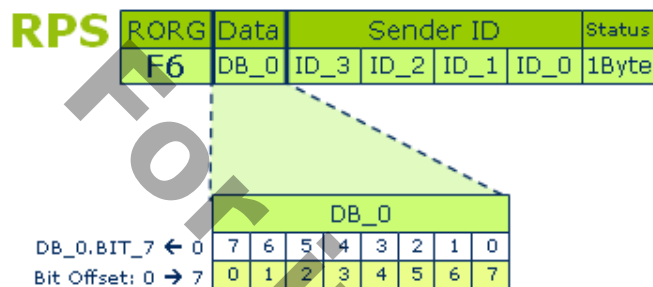 RPS RORG Data Sender ID Status
F6 DB_0 ID_3 ID_2 ID_1 ID_0 1Byte
DB_0
DB_0.BIT_7 ← 0 7 6 5 4 3 2 1 0
Bit Offset: 0 → 7 0 1 2 3 4 5 6 7
For